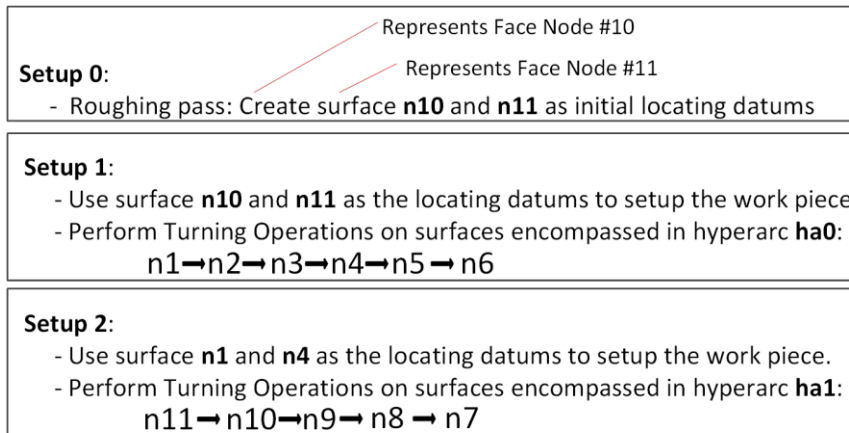 Represents Face Node #10
Setup 0:
Represents Face Node #11
- Roughing pass: Create surface n10 and n11 as initial locating datums
Setup 1:
- Use surface n10 and n11 as the locating datums to setup the work piece
- Perform Turning Operations on surfaces encompassed in hyperarc ha0:
n1➞n2➞n3➞n4➞n5➞n6
Setup 2:
- Use surface n1 and n4 as the locating datums to setup the work piece.
- Perform Turning Operations on surfaces encompassed in hyperarc ha1:
n11➞n10➞n9➞n8➞n7